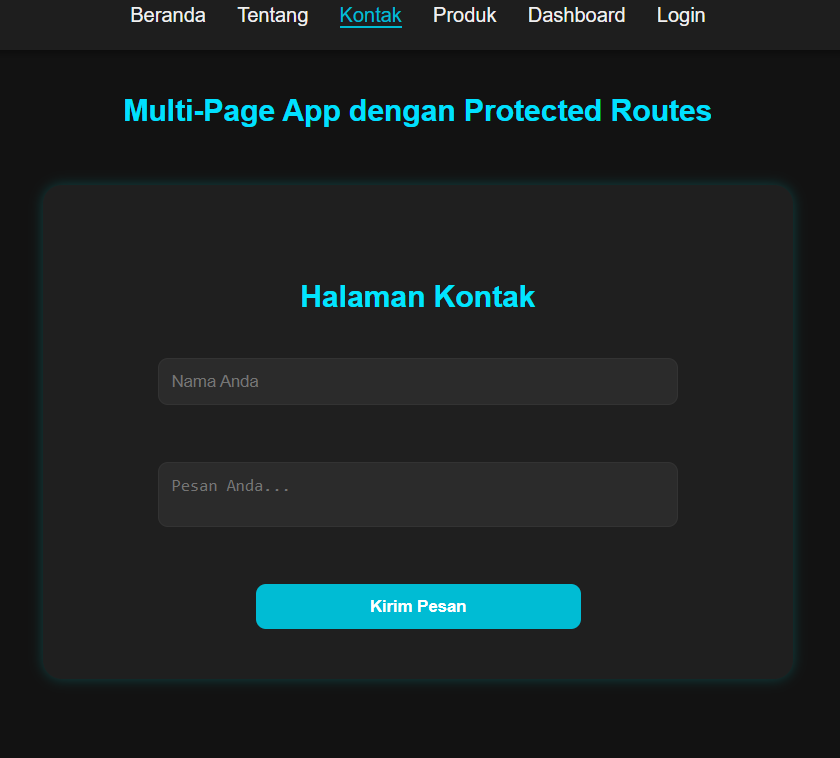 Beranda Tentang Kontak Produk Dashboard Login
Multi-Page App dengan Protected Routes
Halaman Kontak
Nama Anda
Pesan Anda...
Kirim Pesan